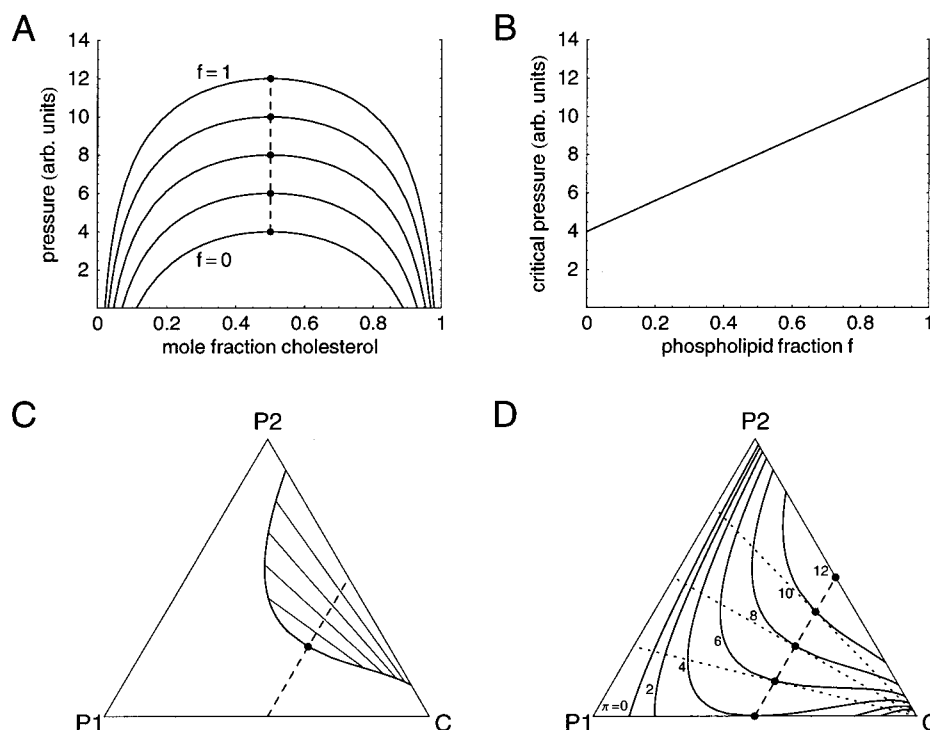 A
pressure (arb. units)
14
12
10
8
6
4
2
f=1
f=0
0
0.2
0.4
0.6
0.8
1
mole fraction cholesterol
B
critical pressure (arb. units)
14
12
10
8
6
4
2
0
0.2
0.4
0.6
0.8
1
phospholipid fraction f
C
P2
P1
C
D
P2
12
10
8
6
4
2
π=0
P1
C